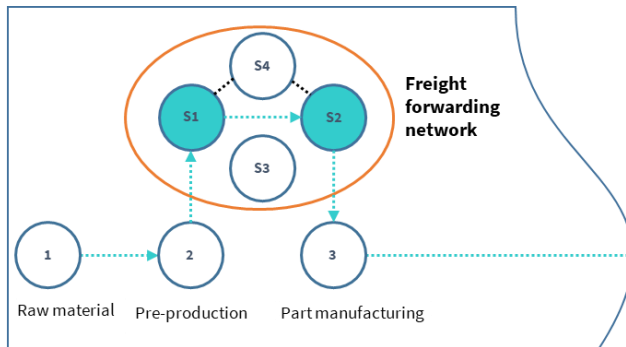 S4
Freight
forwarding
network
S1
S2
S3
1
2
3
Raw material
Pre-production
Part manufacturing